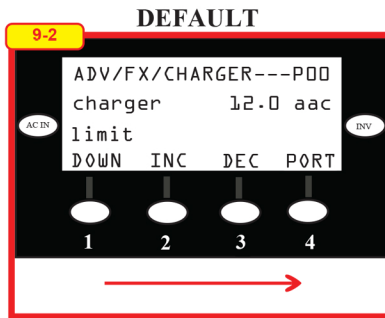 DEFAULT
9-2
ADV/FX/CHARGER---P00
charger 12.0 aac
limit
DOWN INC DEC PORT
AC IN
INV
1 2 3 4